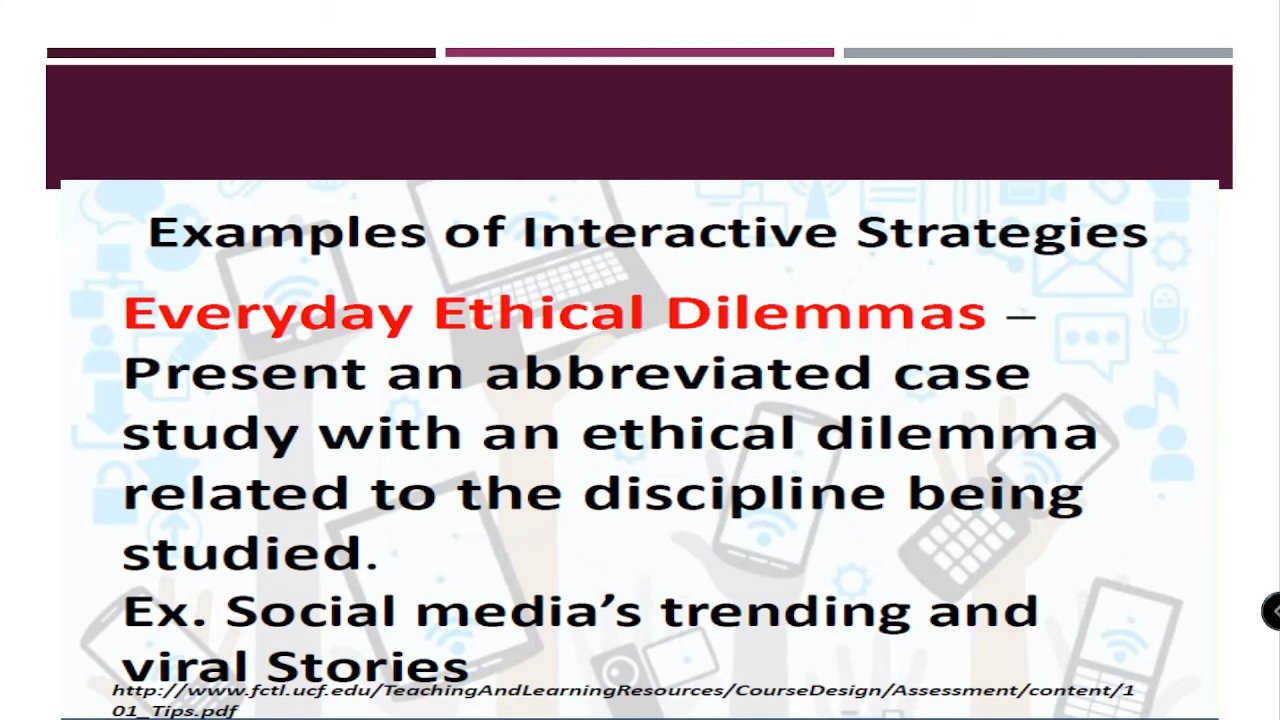 Examples of Interactive Strategies
Everyday Ethical Dilemmas –
Present an abbreviated case
study with an ethical dilemma
related to the discipline being
studied.
Ex. Social media’s trending and
viral Stories
http://www.fctl.ucf.edu/TeachingAndLearningResources/CourseDesign/Assessment/content/1
01_Tips.pdf